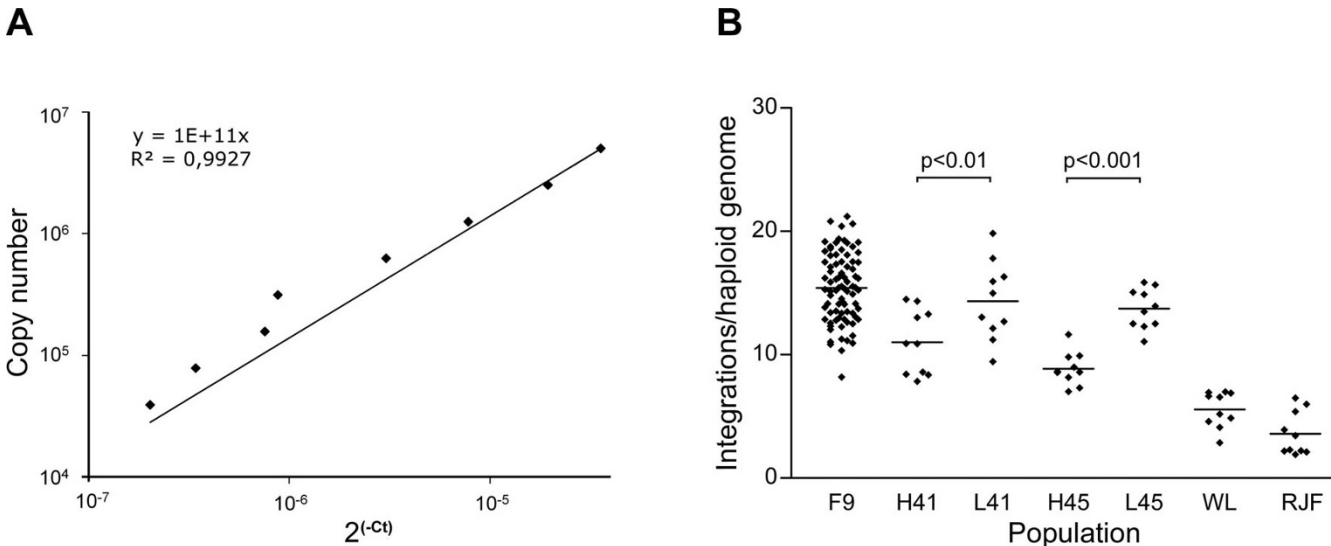 A
B
Copy number
10⁷
10⁶
10⁵
10⁴
y = 1E+11x
R² = 0,9927
10⁻⁷
10⁻⁶
10⁻⁵
2⁽⁻ᶜᵗ⁾
Integrations/haploid genome
30
20
10
0
p<0.01
p<0.001
F9
H41
L41
H45
L45
WL
RJF
Population